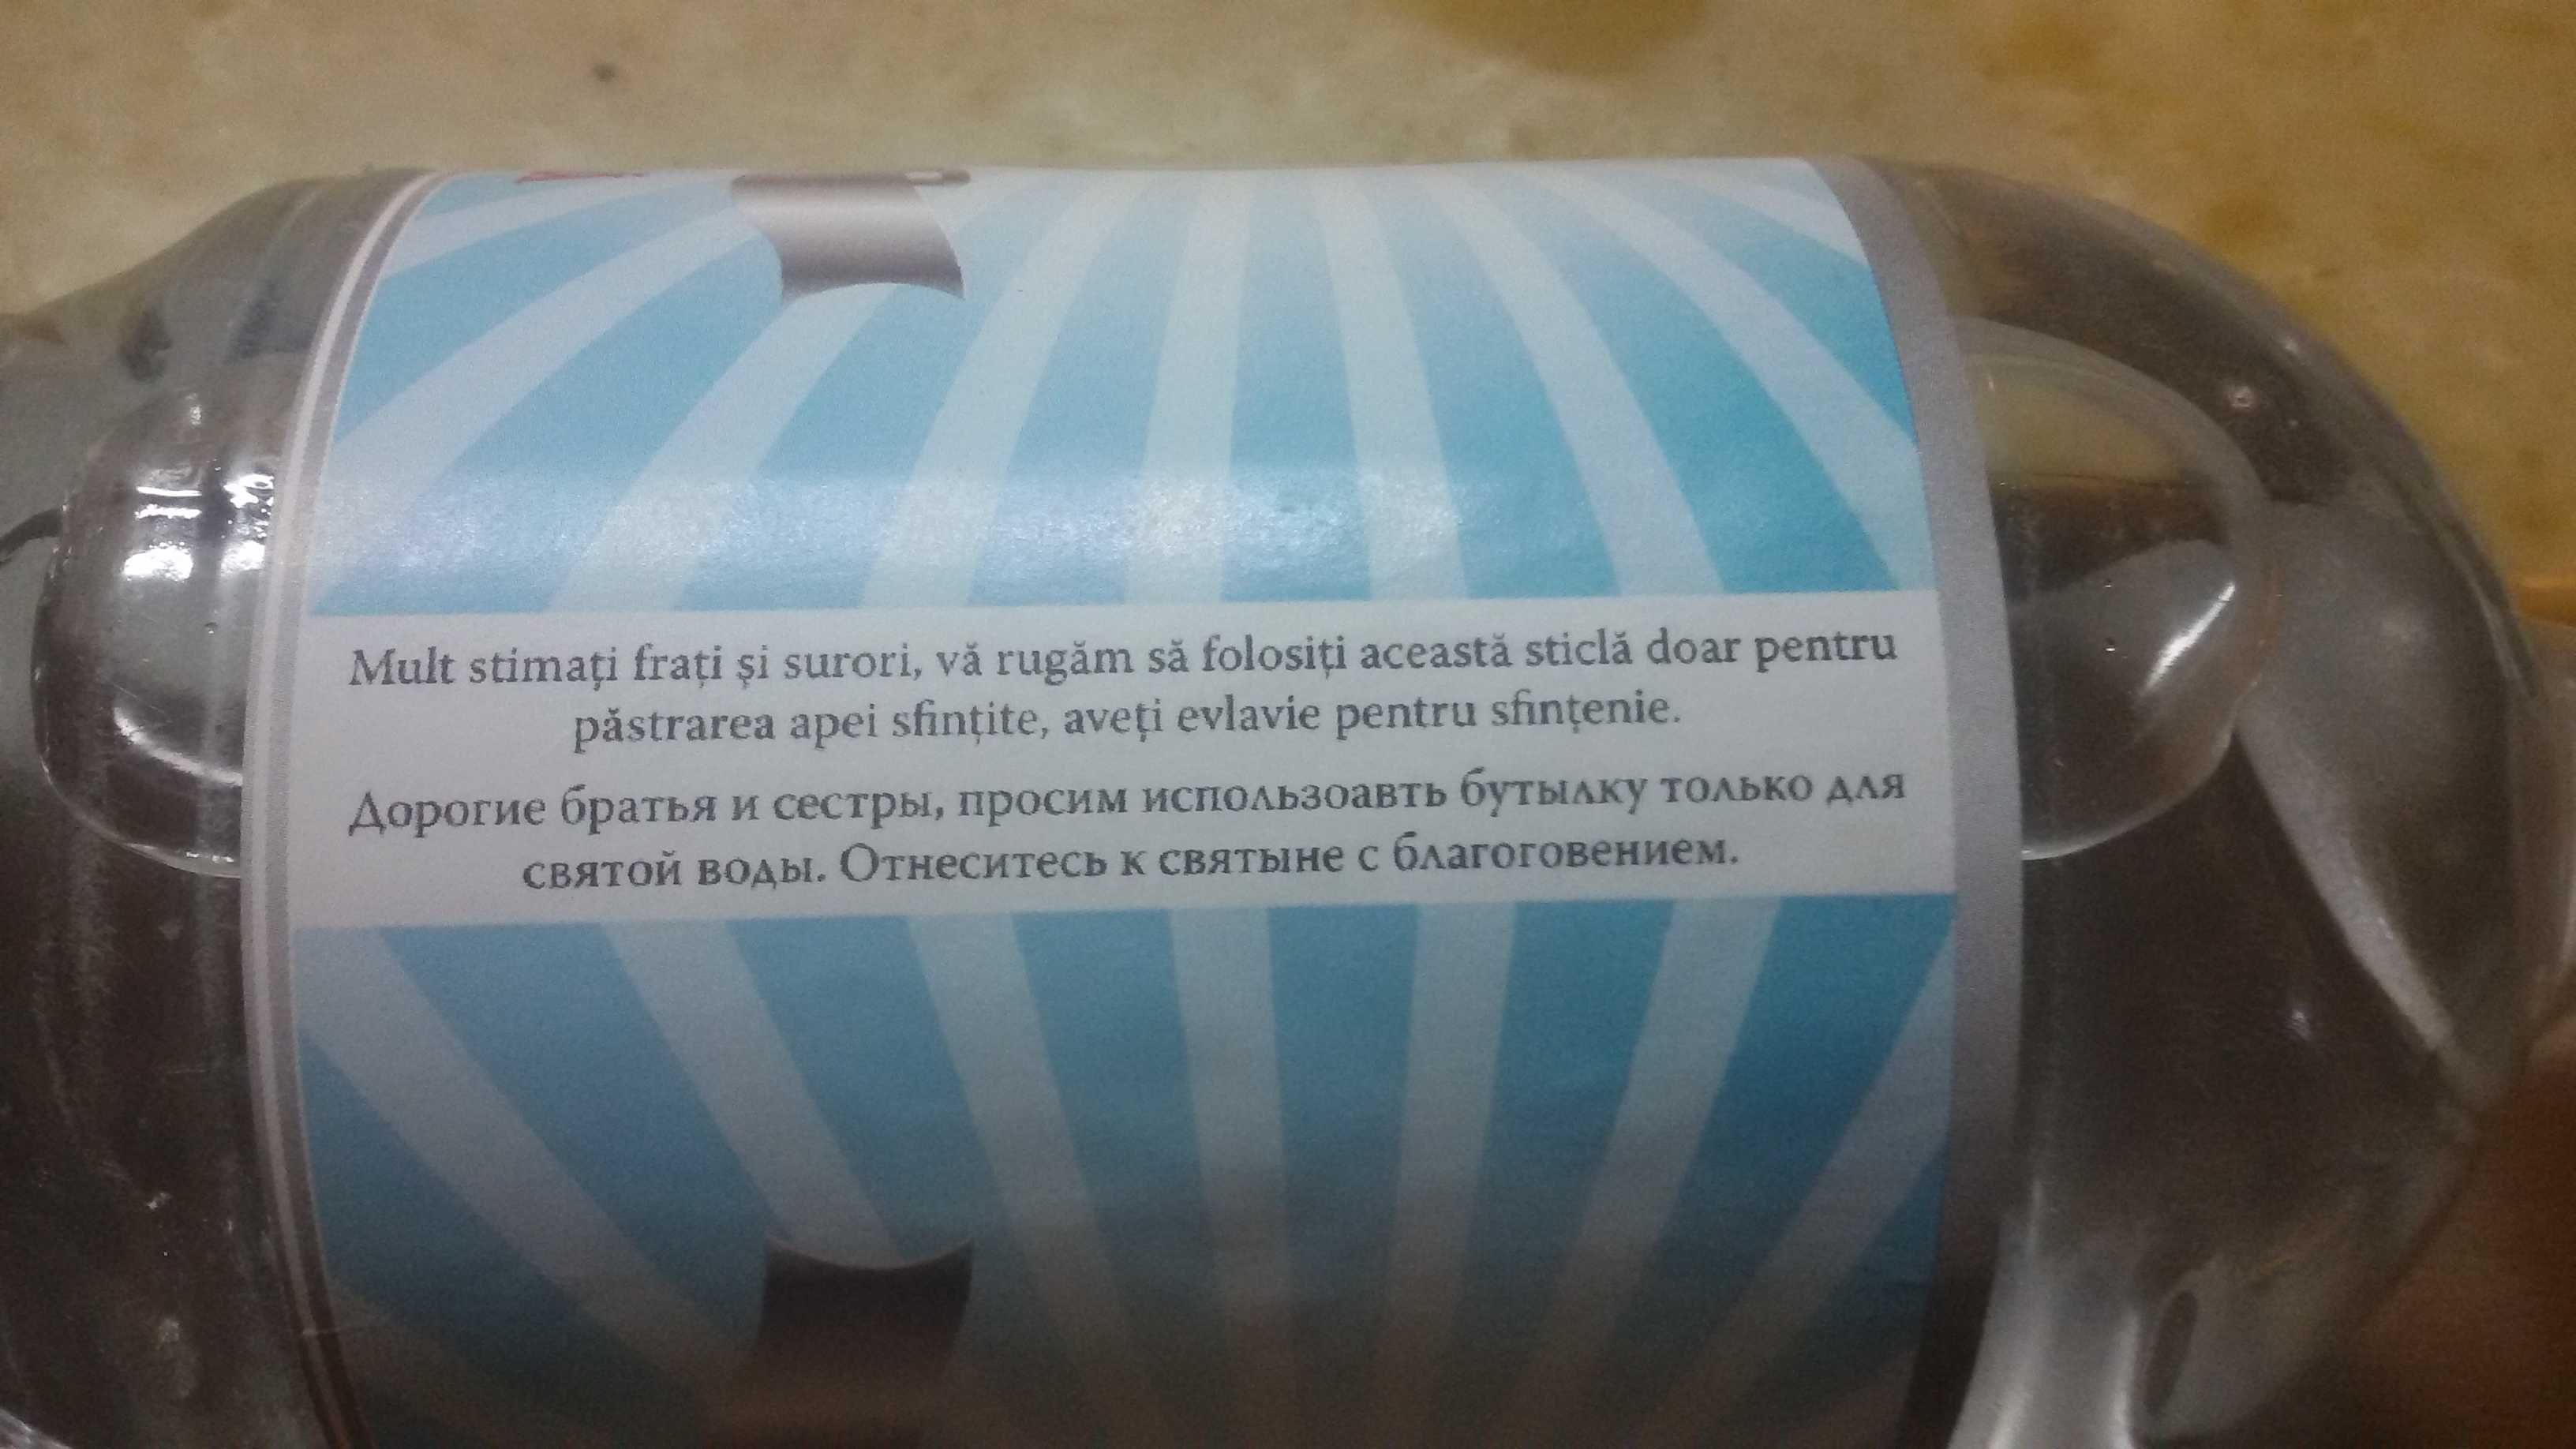 Mult stimați frați și surori, vă rugăm să folosiți această sticlă doar pentru
păstrarea apei sfințite, aveți evlavie pentru sfințenie.
Дорогие братья и сестры, просим использоавть бутылку только для
святой воды. Отнеситесь к святыне с благоговением.